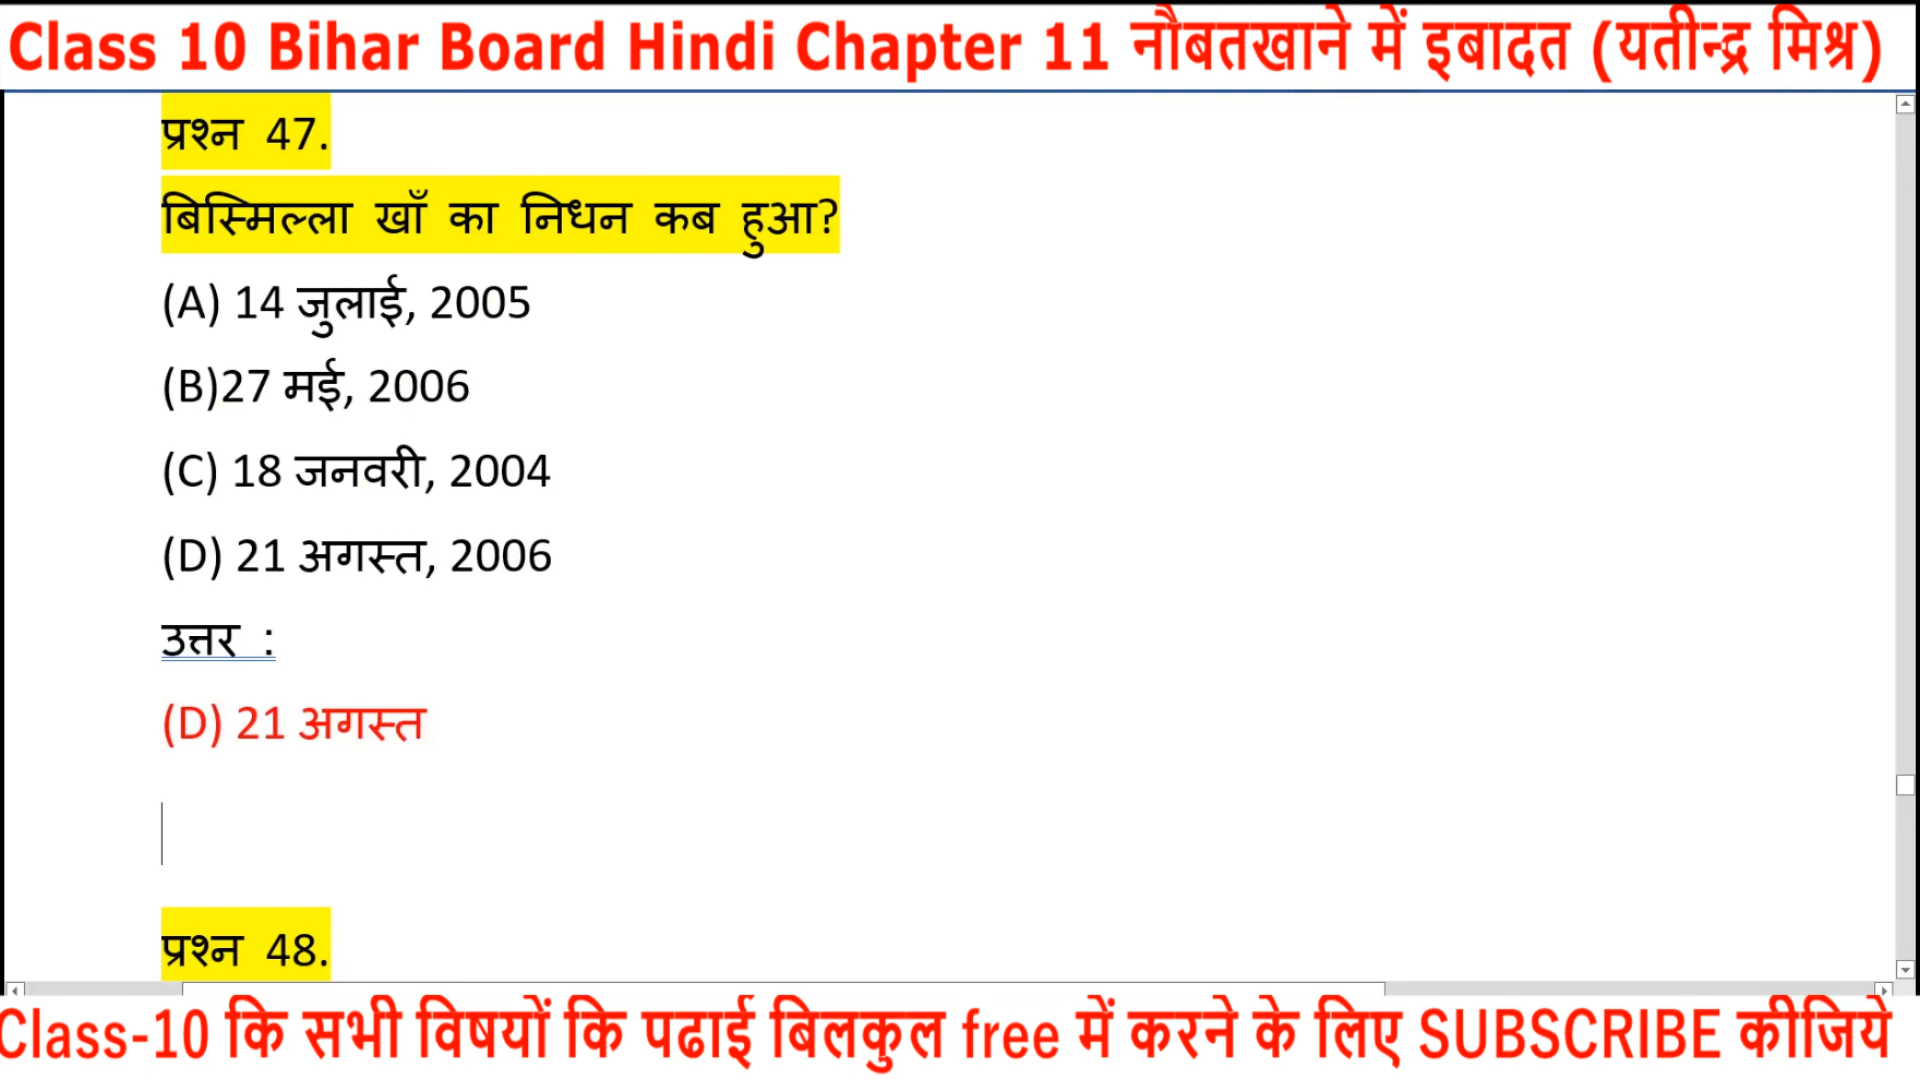 Class 10 Bihar Board Hindi Chapter 11 नौबतखाने में इबादत (यतीन्द्र मिश्र)
प्रश्न 47.
बिस्मिल्ला खाँ का निधन कब हुआ?
(A) 14 जुलाई, 2005
(B)27 मई, 2006
(C) 18 जनवरी, 2004
(D) 21 अगस्त, 2006
उत्तर :
(D) 21 अगस्त
प्रश्न 48.
Class-10 कि सभी विषयों कि पढाई बिलकुल free में करने के लिए SUBSCRIBE कीजिये